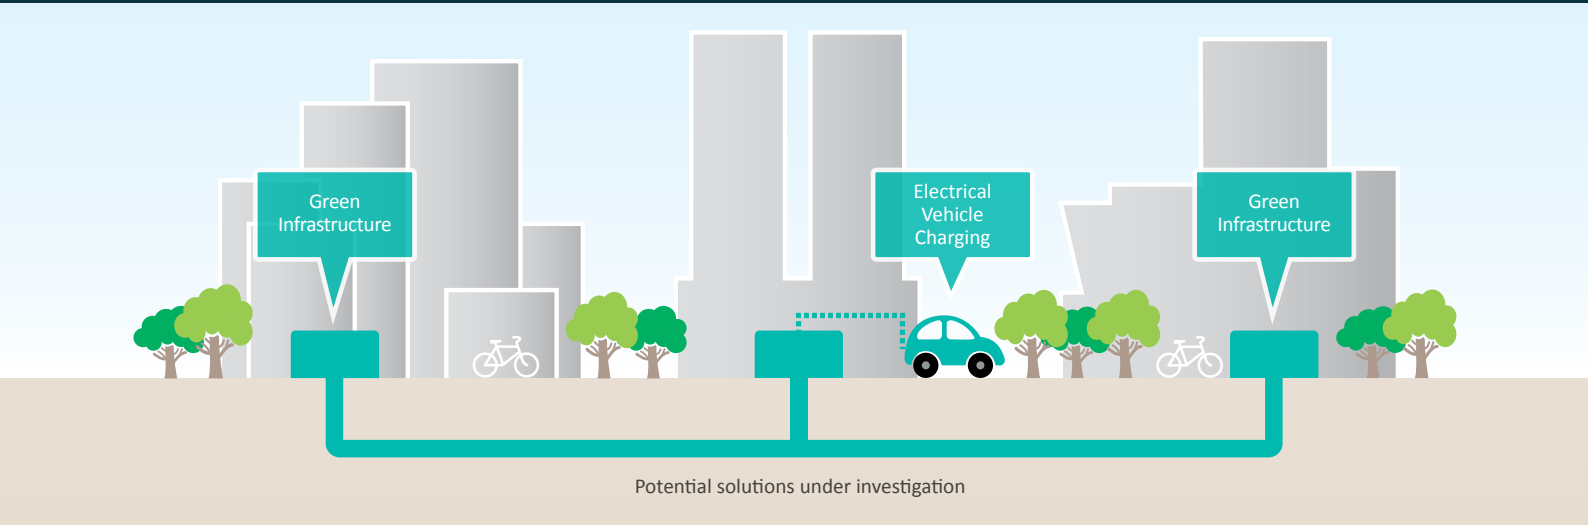 Green
Infrastructure
Electrical
Vehicle
Charging
Green
Infrastructure
Potential solutions under investigation